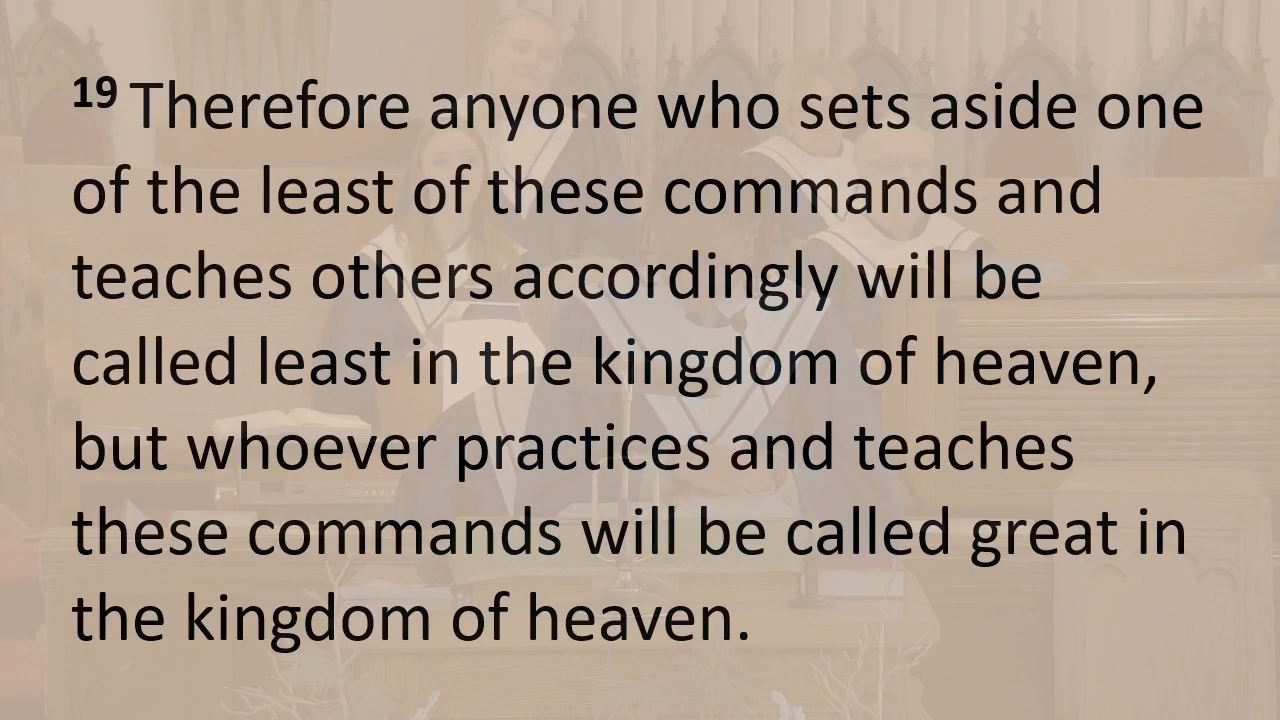 19 Therefore anyone who sets aside one
of the least of these commands and
teaches others accordingly will be
called least in the kingdom of heaven,
but whoever practices and teaches
these commands will be called great in
the kingdom of heaven.